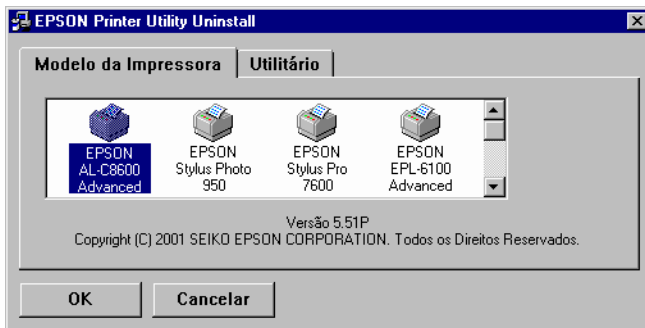 EPSON Printer Utility Uninstall
Modelo da Impressora
Utilitário
EPSON
AL-C8600
Advanced
EPSON
Stylus Photo
950
EPSON
Stylus Pro
7600
EPSON
EPL-6100
Advanced
Versão 5.51P
Copyright (C) 2001 SEIKO EPSON CORPORATION. Todos os Direitos Reservados.
OK
Cancelar